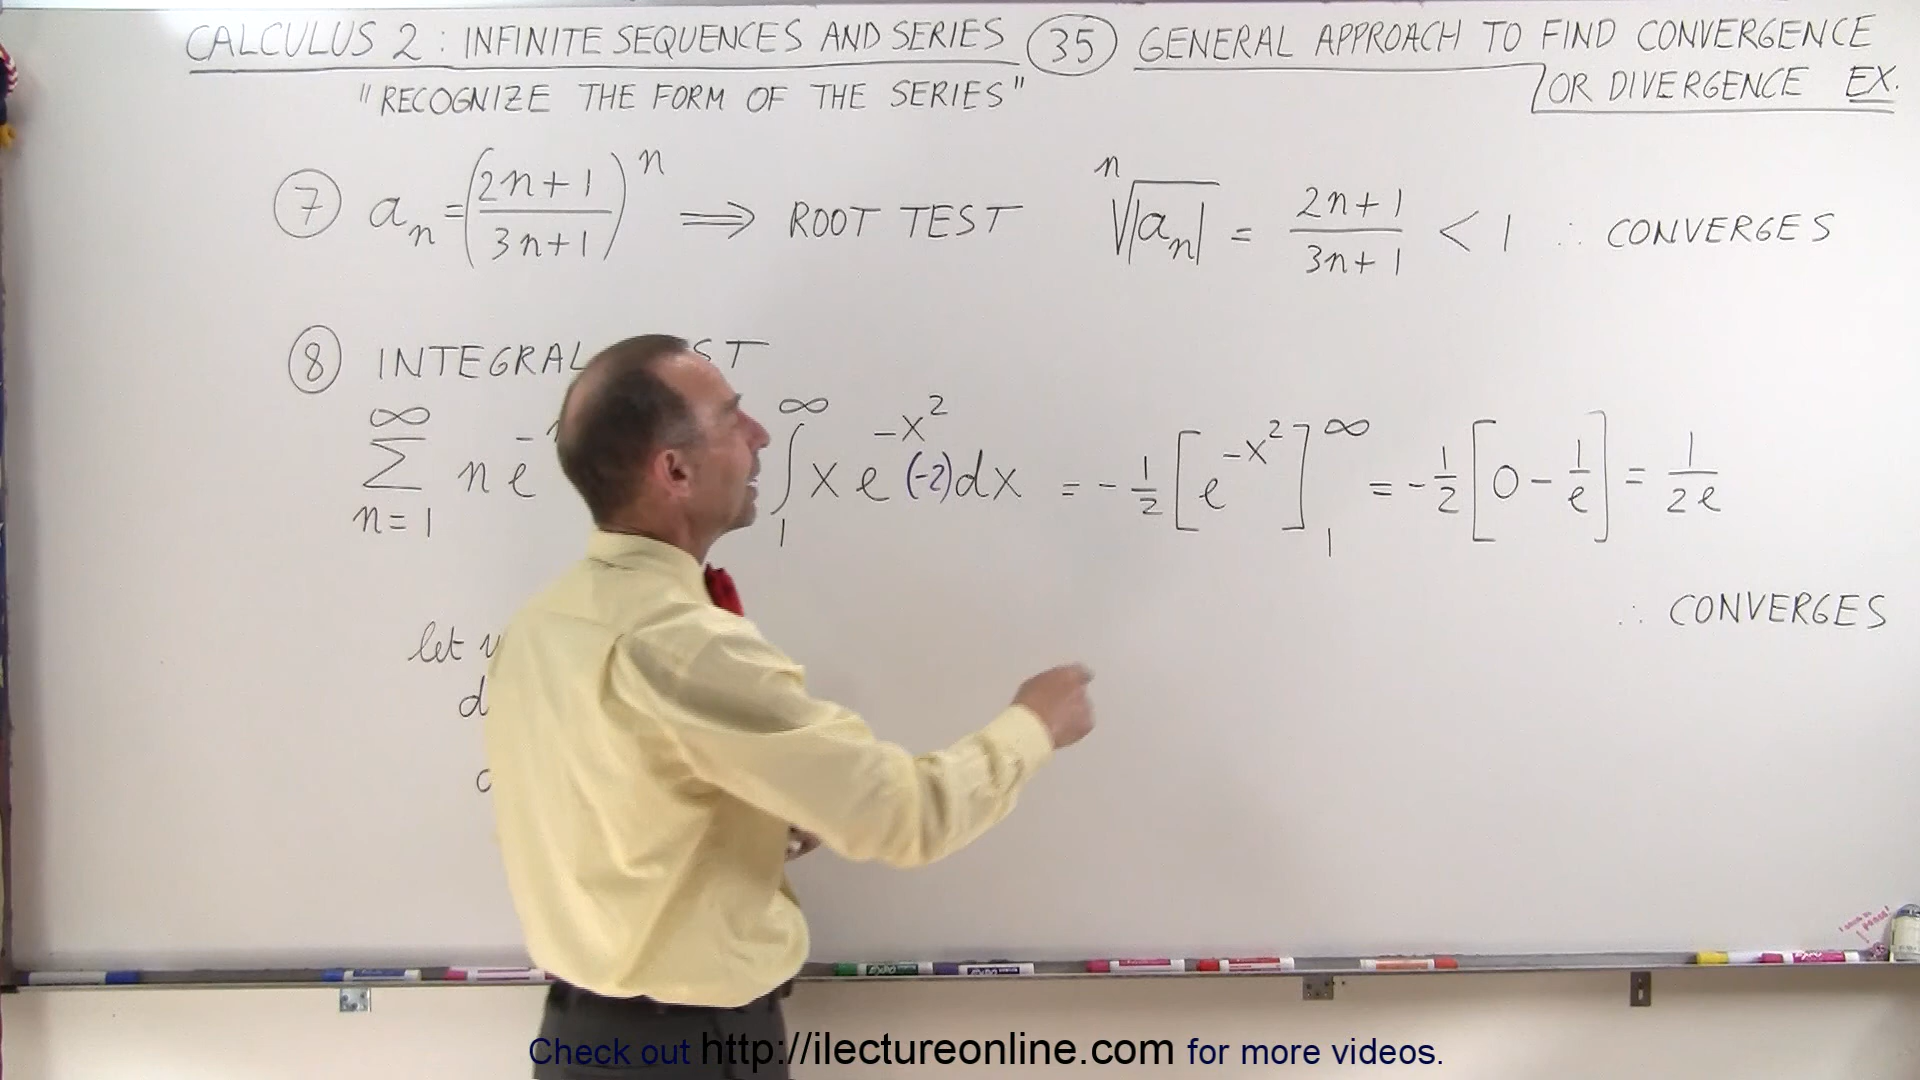 CALCULUS 2 : INFINITE SEQUENCES AND SERIES (35) GENERAL APPROACH TO FIND CONVERGENCE
"RECOGNIZE THE FORM OF THE SERIES" OR DIVERGENCE EX.
(7) aₙ = ((2n+1)/(3n+1))ⁿ ⟹ ROOT TEST ⁿ√|aₙ| = (2n+1)/(3n+1) < 1 ∴ CONVERGES
(8) INTEGRAL ST
∞ Σ n=1 n e^- ∫₁^∞ x e^(-x²) (-2) dx = -1/2 [e^(-x²)]₁^∞ = -1/2 [0 - 1/e] = 1/(2e)
∴ CONVERGES
let
d
Check out http://ilectureonline.com for more videos.